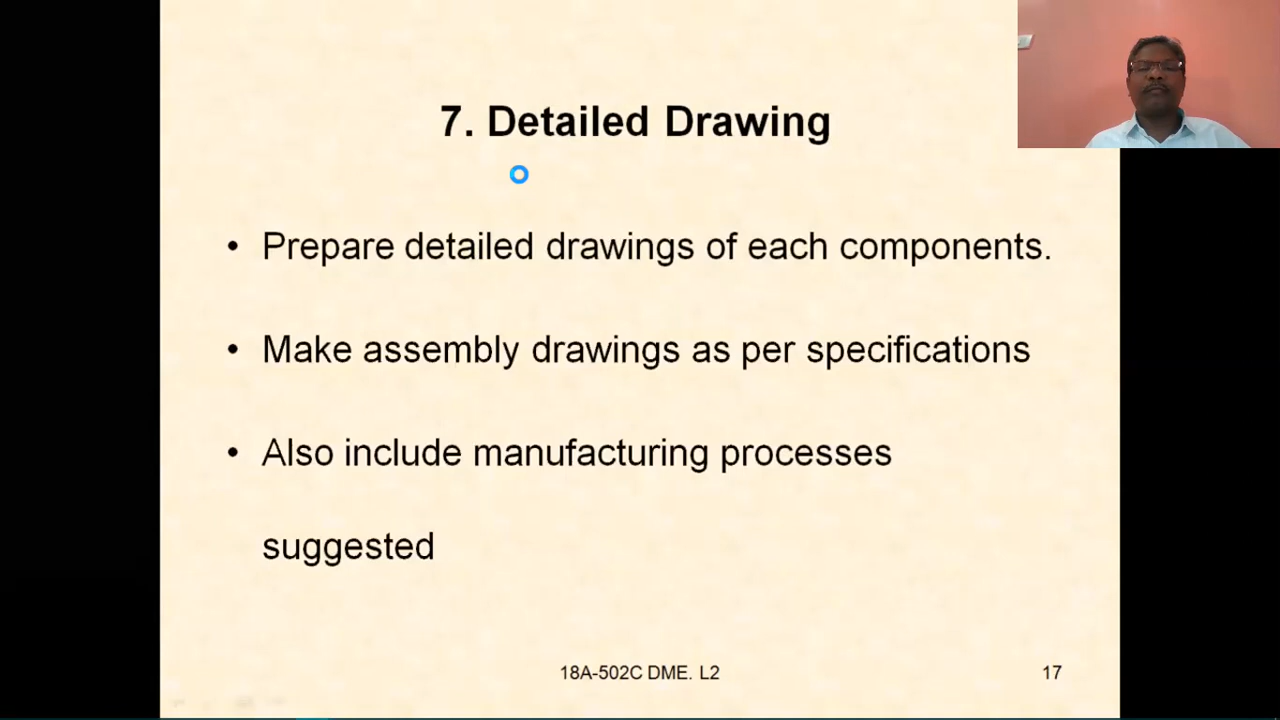 7. Detailed Drawing
• Prepare detailed drawings of each components.
• Make assembly drawings as per specifications
• Also include manufacturing processes
suggested
18A-502C DME. L2
17